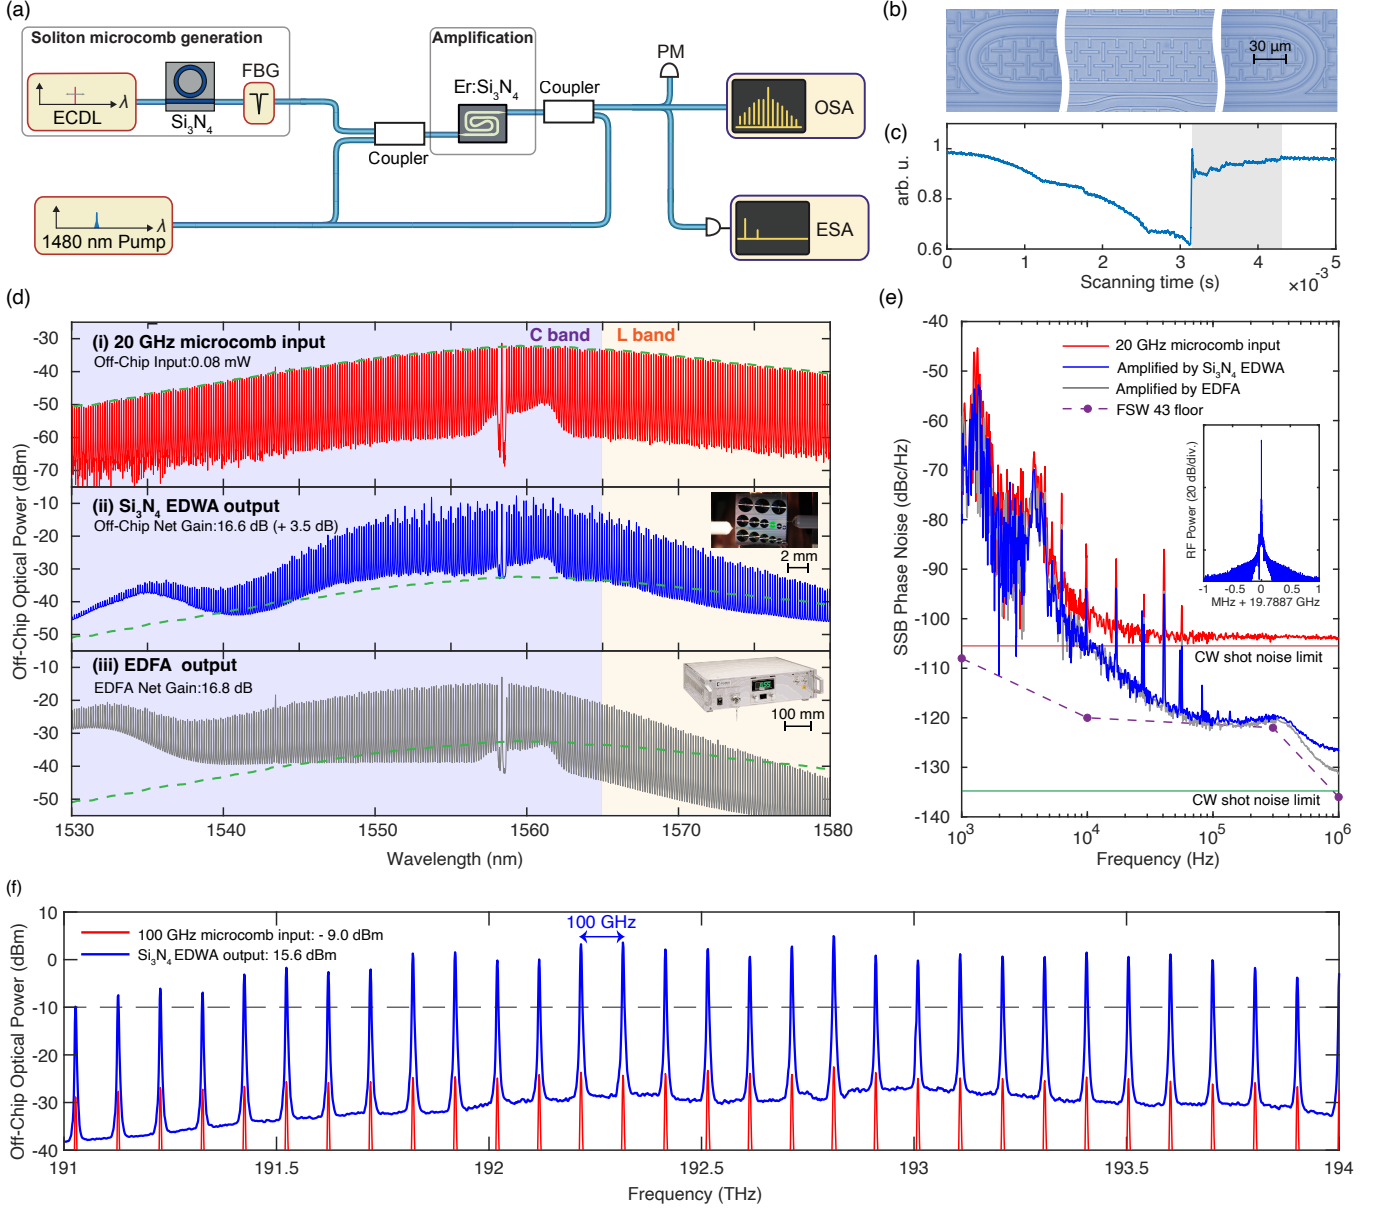 (a)
Soliton microcomb generation
Amplification
ECDL
λ
Si₃N₄
FBG
Coupler
Er:Si₃N₄
Coupler
PM
OSA
ESA
1480 nm Pump
λ
(b)
30 µm
(c)
arb. u.
1
0.8
0.6
0 1 2 3 4 5
Scanning time (s)
×10⁻³
(d)
Off-Chip Optical Power (dBm)
-30
-40
-50
-60
-70
(i) 20 GHz microcomb input
Off-Chip Input:0.08 mW
C band
L band
-10
-20
-30
-40
-50
(ii) Si₃N₄ EDWA output
Off-Chip Net Gain:16.6 dB (+ 3.5 dB)
2 mm
-10
-20
-30
-40
-50
(iii) EDFA output
EDFA Net Gain:16.8 dB
100 mm
1530 1540 1550 1560 1570 1580
Wavelength (nm)
(e)
SSB Phase Noise (dBc/Hz)
-40
-50
-60
-70
-80
-90
-100
-110
-120
-130
-140
20 GHz microcomb input
Amplified by Si₃N₄ EDWA
Amplified by EDFA
FSW 43 floor
RF Power (20 dB/div.)
-1 -0.5 0 0.5 1
MHz + 19.7887 GHz
CW shot noise limit
CW shot noise limit
10³ 10⁴ 10⁵ 10⁶
Frequency (Hz)
(f)
Off-Chip Optical Power (dBm)
10
0
-10
-20
-30
-40
100 GHz microcomb input: - 9.0 dBm
Si₃N₄ EDWA output: 15.6 dBm
100 GHz
191 191.5 192 192.5 193 193.5 194
Frequency (THz)